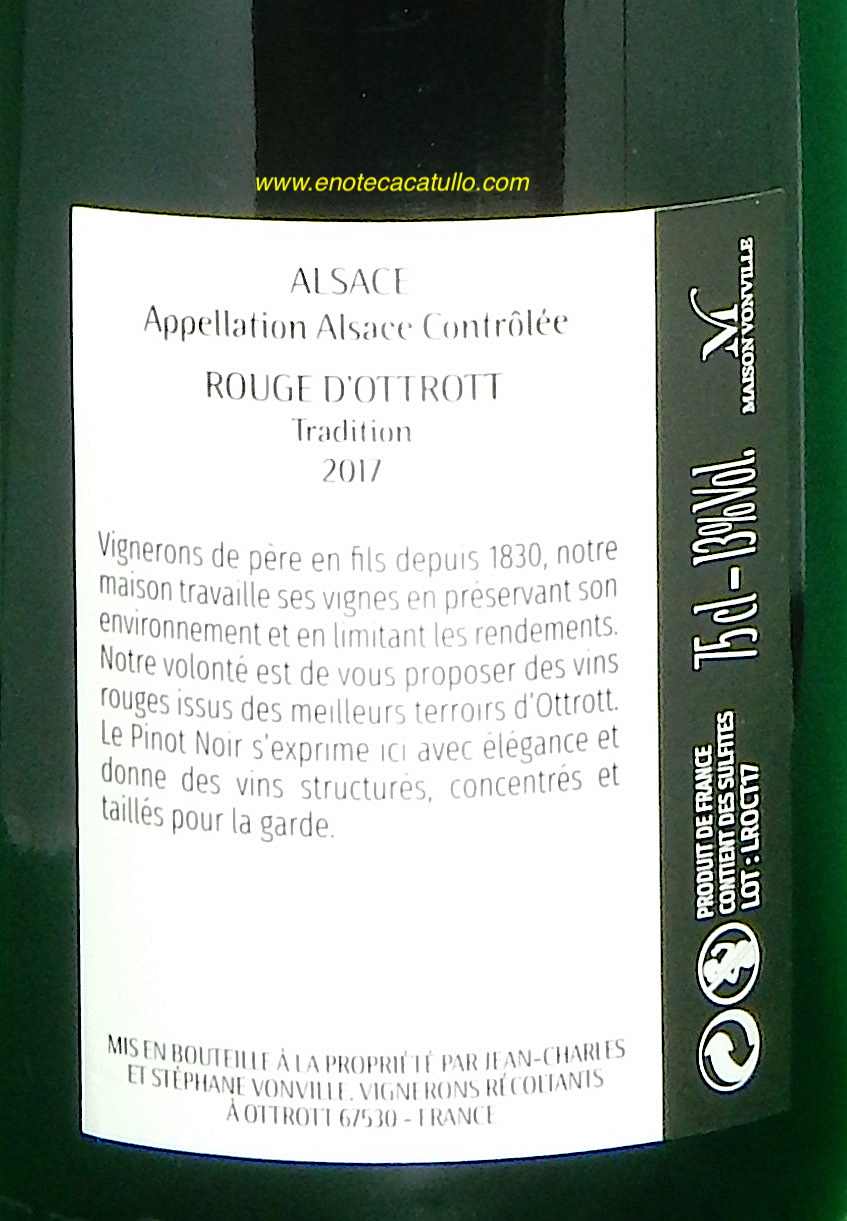 www.enotecacatullo.com
ALSACE
Appellation Alsace Contrôlée
ROUGE D'OTTROTT
Tradition
2017
Vignerons de père en fils depuis 1830, notre
maison travaille ses vignes en préservant son
environnement et en limitant les rendements.
Notre volonté est de vous proposer des vins
rouges issus des meilleurs terroirs d'Ottrott.
Le Pinot Noir s'exprime ici avec élégance et
donne des vins structurés, concentrés et
taillés pour la garde.
MIS EN BOUTEILLE À LA PROPRIÉTÉ PAR JEAN-CHARLES
ET STÉPHANE VONVILLE, VIGNERONS RÉCOLTANTS
À OTTROTT 67530 - FRANCE
M
MAISON VONVILLE
75 cl - 13%Vol.
PRODUIT DE FRANCE
CONTIENT DES SULFITES
LOT : LROCT17